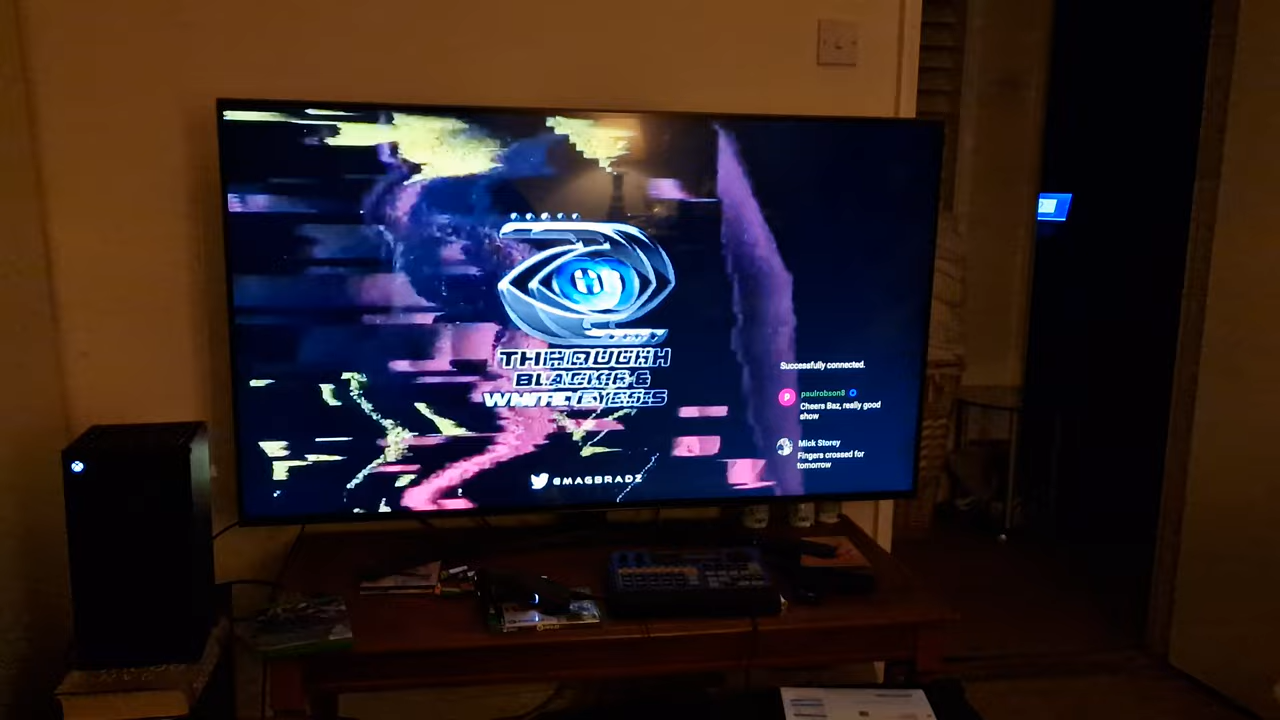 THROUGH
BLACK &
WHITE EYES
@MAGBRADZ
Successfully connected.
paulrobson8
Cheers Baz, really good
show
Mick Storey
Fingers crossed for
tomorrow